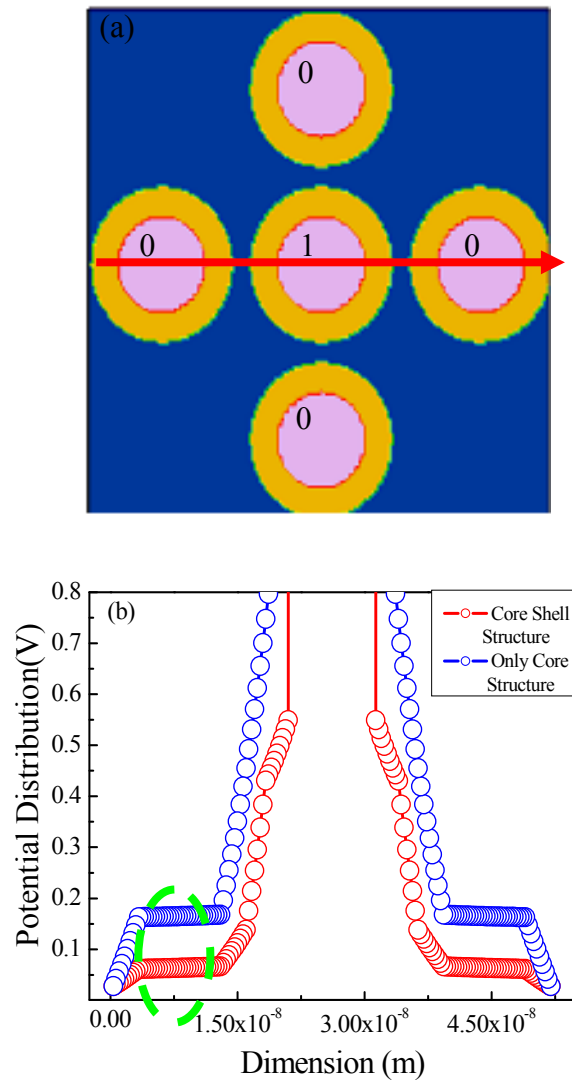 (a)
0
0
1
0
0
(b)
Core Shell
Structure
Only Core
Structure
Potential Distribution(V)
0.8
0.7
0.6
0.5
0.4
0.3
0.2
0.1
0.00
1.50x10⁻⁸
3.00x10⁻⁸
4.50x10⁻⁸
Dimension (m)